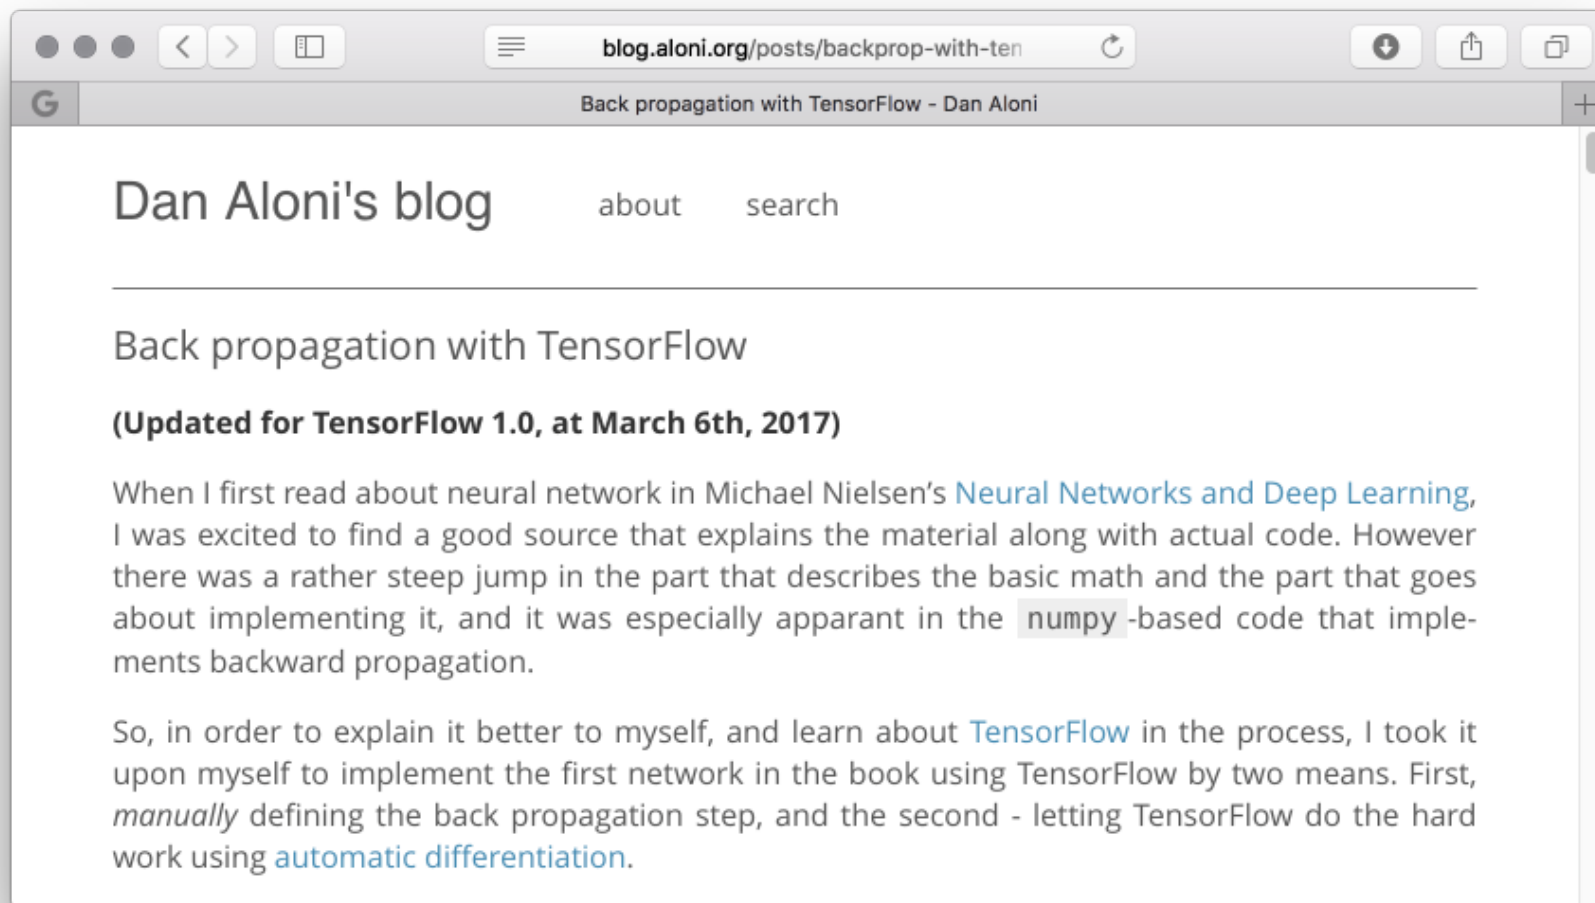 blog.aloni.org/posts/backprop-with-ten
G
Back propagation with TensorFlow - Dan Aloni
Dan Aloni's blog about search
Back propagation with TensorFlow
(Updated for TensorFlow 1.0, at March 6th, 2017)
When I first read about neural network in Michael Nielsen’s Neural Networks and Deep Learning,
I was excited to find a good source that explains the material along with actual code. However
there was a rather steep jump in the part that describes the basic math and the part that goes
about implementing it, and it was especially apparant in the numpy -based code that imple-
ments backward propagation.
So, in order to explain it better to myself, and learn about TensorFlow in the process, I took it
upon myself to implement the first network in the book using TensorFlow by two means. First,
manually defining the back propagation step, and the second - letting TensorFlow do the hard
work using automatic differentiation.